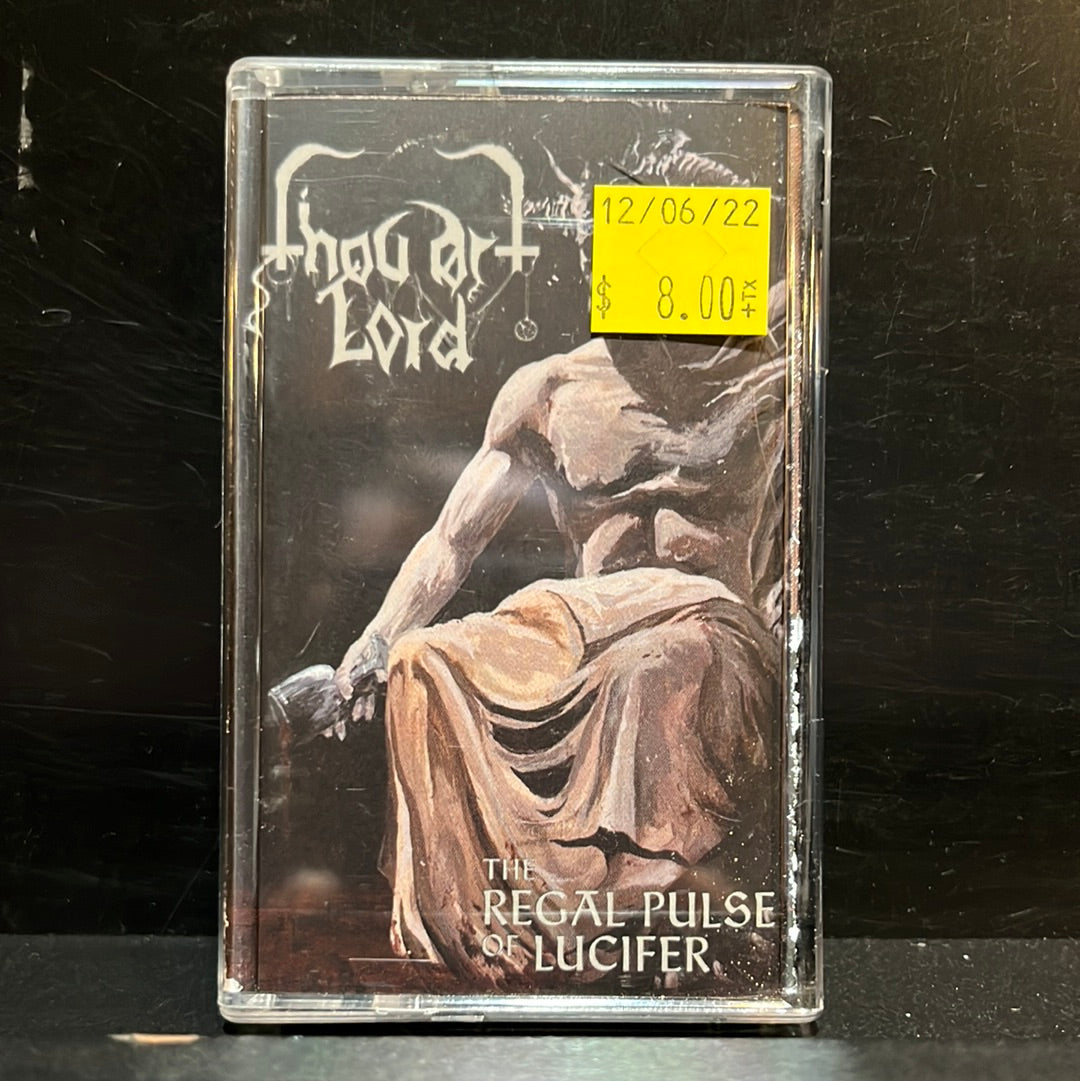 thou art
Lord
12/06/22
$ 8.00+TX
THE
REGAL PULSE
OF LUCIFER